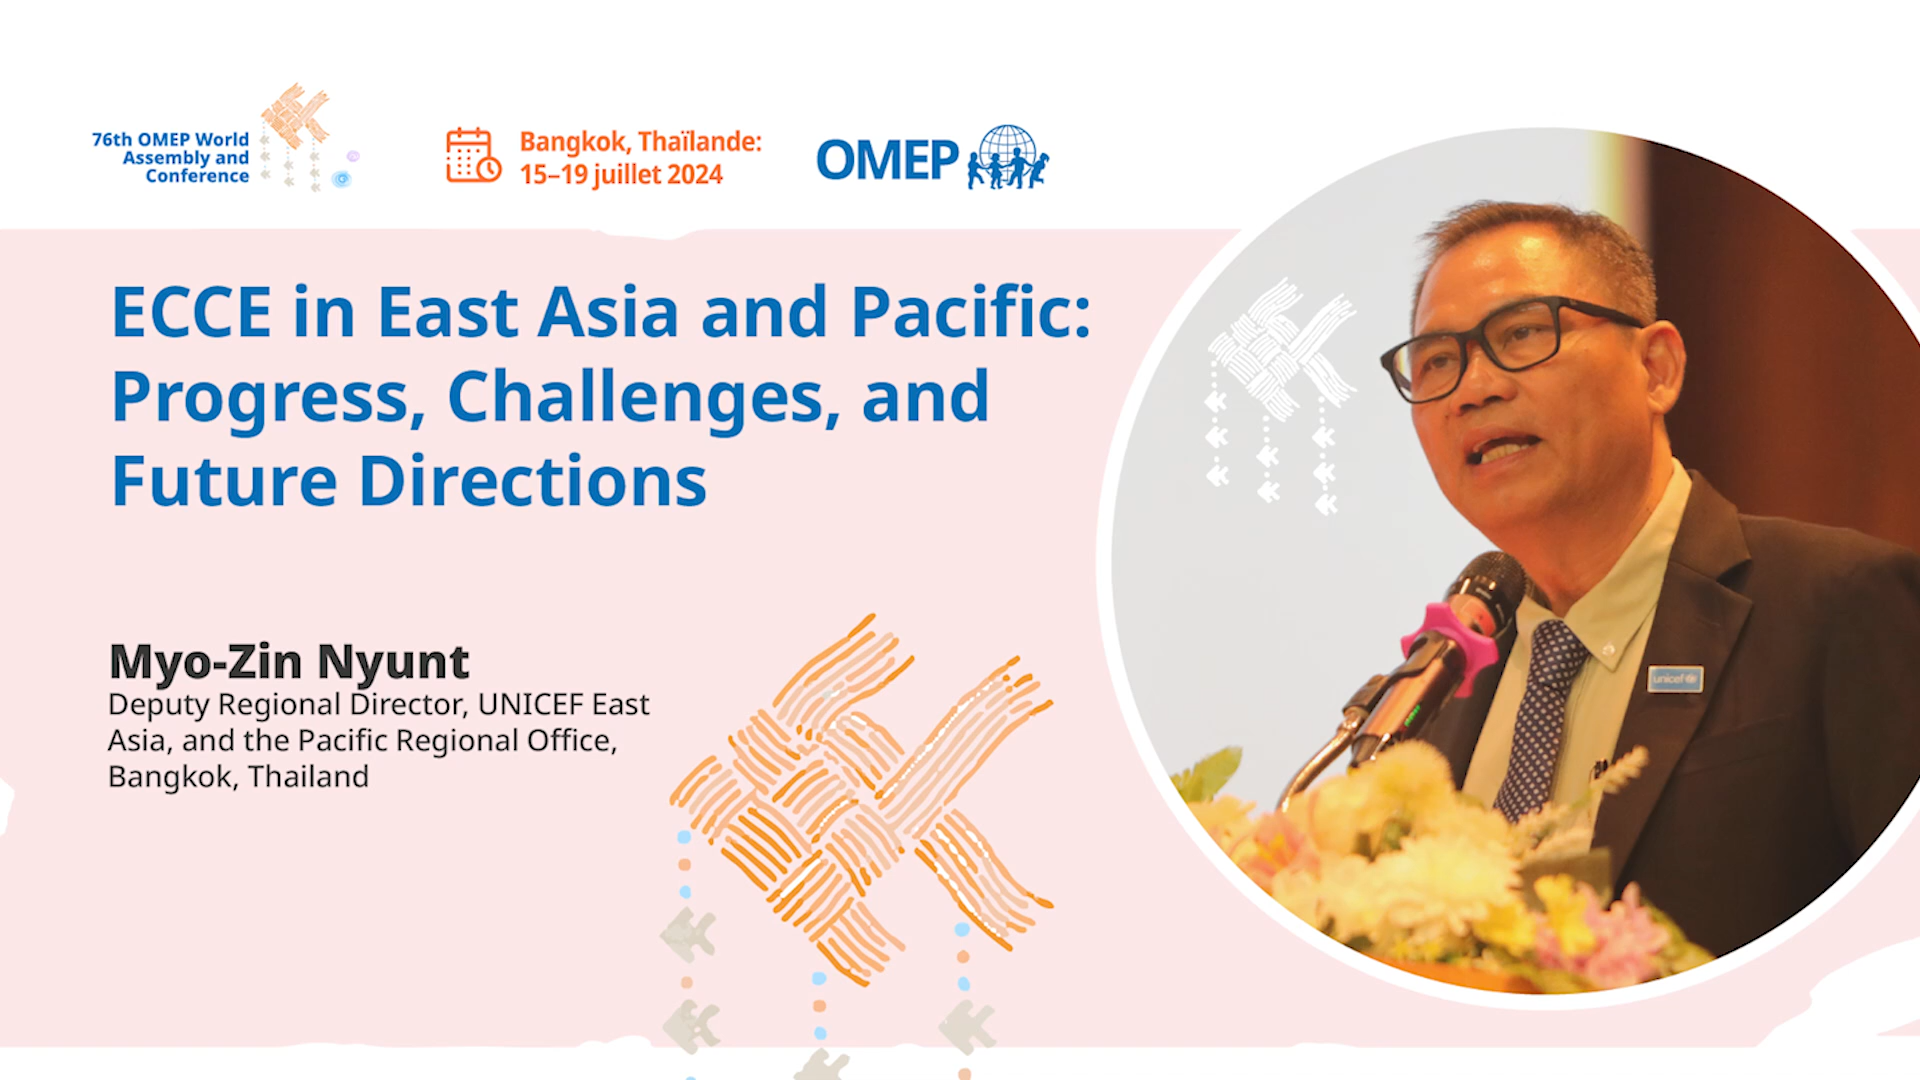 76th OMEP World
Assembly and
Conference
Bangkok, Thaïlande:
15–19 juillet 2024
OMEP
ECCE in East Asia and Pacific:
Progress, Challenges, and
Future Directions
Myo-Zin Nyunt
Deputy Regional Director, UNICEF East
Asia, and the Pacific Regional Office,
Bangkok, Thailand
unicef